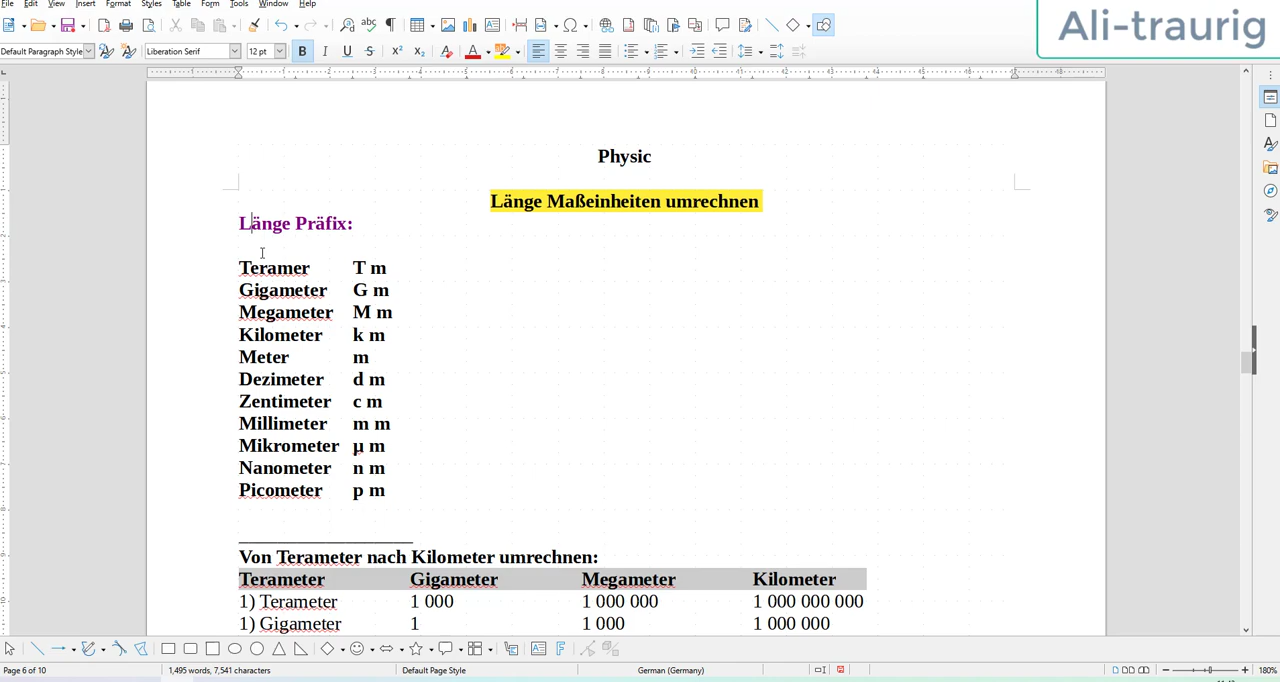 File Edit View Insert Format Styles Table Form Tools Window Help
Ali-traurig
Default Paragraph Style Liberation Serif 12 pt
Physic
Länge Maßeinheiten umrechnen
Länge Präfix:
Teramer T m
Gigameter G m
Megameter M m
Kilometer k m
Meter m
Dezimeter d m
Zentimeter c m
Millimeter m m
Mikrometer µ m
Nanometer n m
Picometer p m
Von Terameter nach Kilometer umrechnen:
Terameter Gigameter Megameter Kilometer
1) Terameter 1 000 1 000 000 1 000 000 000
1) Gigameter 1 1 000 1 000 000
Page 6 of 10 1,495 words, 7,541 characters Default Page Style German (Germany) 180%